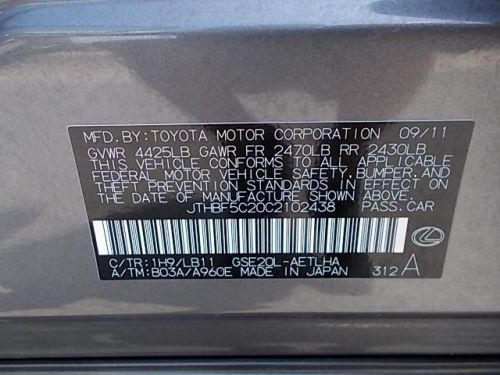 MFD. BY: TOYOTA MOTOR CORPORATION 09/11
GVWR 4425LB GAWR FR 2470LB RR 2430LB
THIS VEHICLE CONFORMS TO ALL APPLICABLE
FEDERAL MOTOR VEHICLE SAFETY, BUMPER, AND
THEFT PREVENTION STANDARDS IN EFFECT ON
THE DATE OF MANUFACTURE SHOWN ABOVE.
JTHBF5C20C2102438 PASS. CAR
C/TR: 1H9/LB11 GSE20L-AETLHA
A/TM: B03A/A960E MADE IN JAPAN 312 A